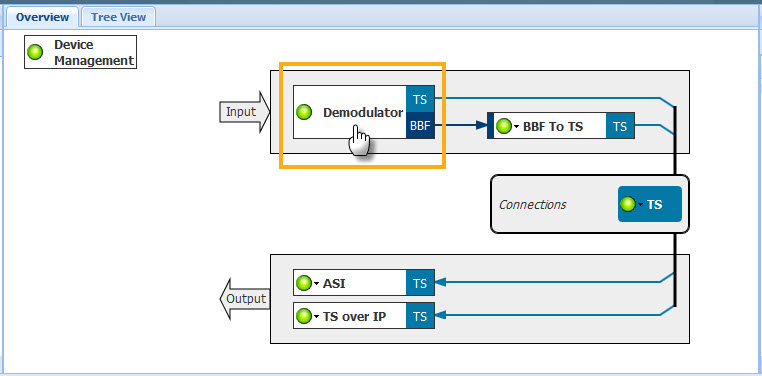 Overview
Tree View
Device
Management
Input
Demodulator
TS
BBF
BBF To TS
TS
Connections
TS
Output
ASI
TS
TS over IP
TS